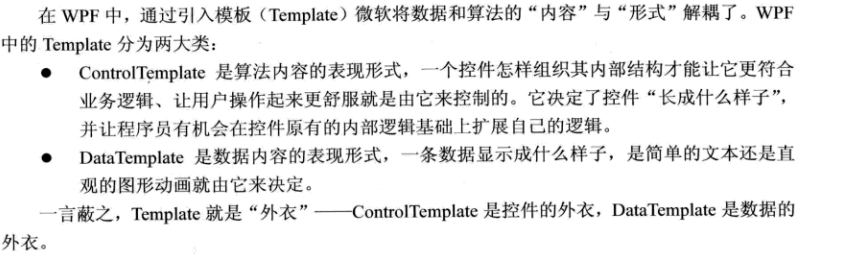 在 WPF 中，通过引入模板（Template）微软将数据和算法的“内容”与“形式”解耦了。WPF
中的 Template 分为两大类：
● ControlTemplate 是算法内容的表现形式，一个控件怎样组织其内部结构才能让它更符合
业务逻辑、让用户操作起来更舒服就是由它来控制的。它决定了控件“长成什么样子”，
并让程序员有机会在控件原有的内部逻辑基础上扩展自己的逻辑。
● DataTemplate 是数据内容的表现形式，一条数据显示成什么样子，是简单的文本还是直
观的图形动画就由它来决定。
一言蔽之，Template 就是“外衣”——ControlTemplate 是控件的外衣，DataTemplate 是数据的
外衣。